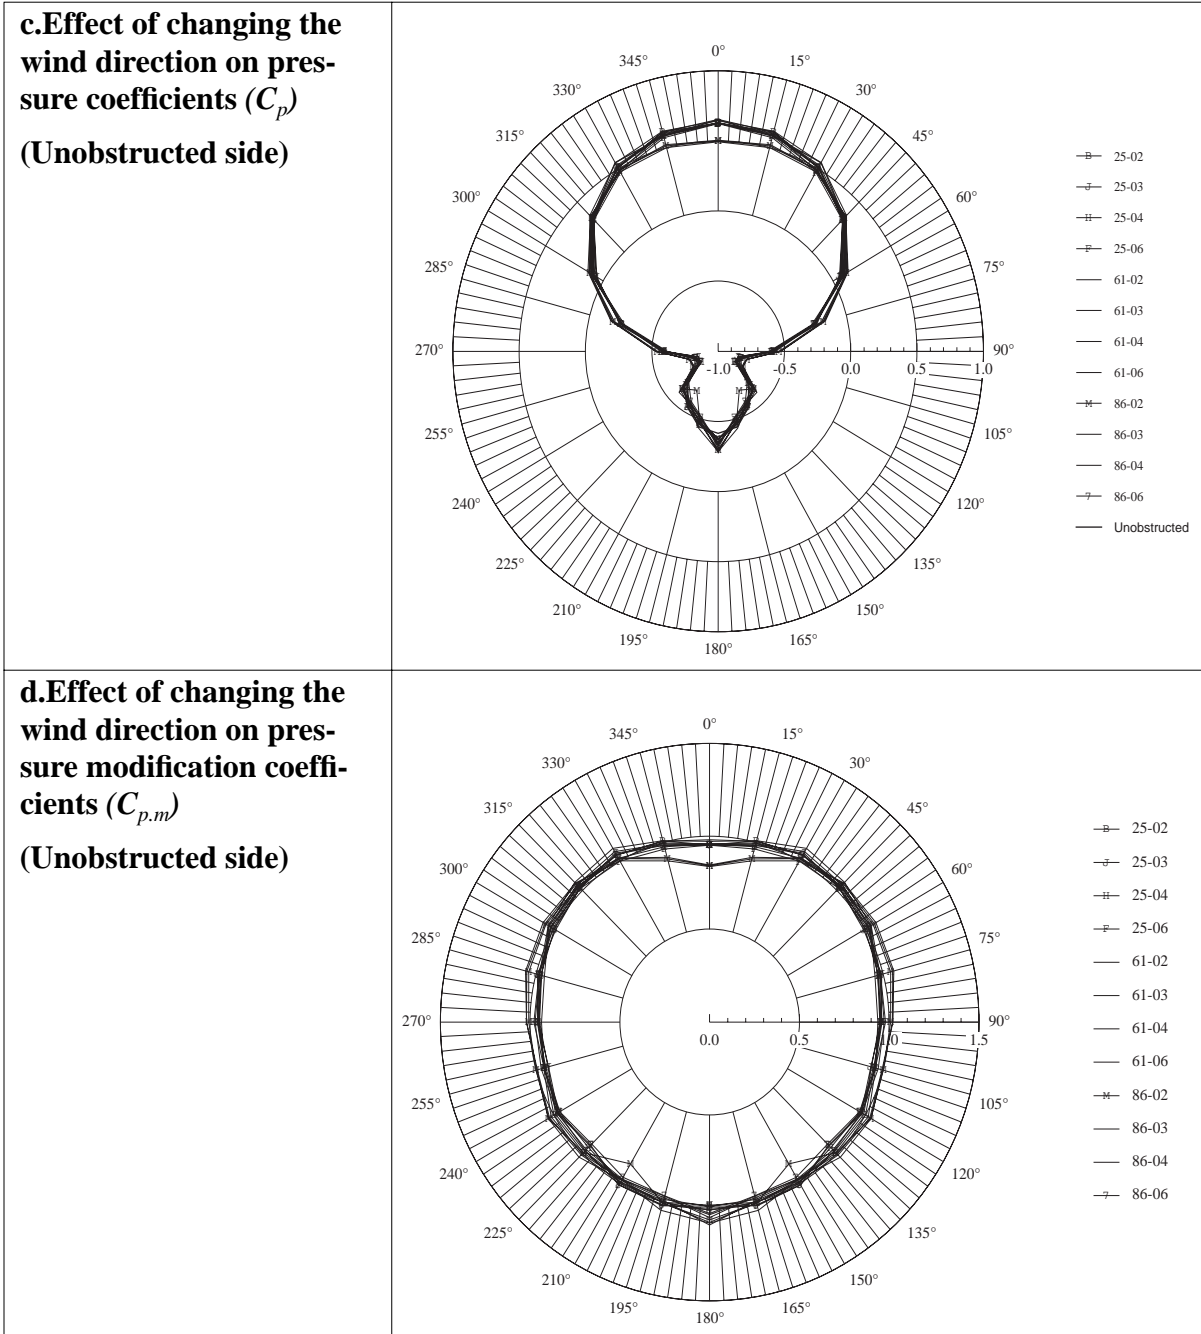 c.Effect of changing the
wind direction on pres-
sure coefficients (Cp)
(Unobstructed side)
0°
15°
30°
45°
60°
75°
90°
105°
120°
135°
150°
165°
180°
195°
210°
225°
240°
255°
270°
285°
300°
315°
330°
345°
-1.0 -0.5 0.0 0.5 1.0
B 25-02
J 25-03
H 25-04
F 25-06
61-02
61-03
61-04
61-06
M 86-02
86-03
86-04
7 86-06
Unobstructed
d.Effect of changing the
wind direction on pres-
sure modification coeffi-
cients (Cp.m)
(Unobstructed side)
0°
15°
30°
45°
60°
75°
90°
105°
120°
135°
150°
165°
180°
195°
210°
225°
240°
255°
270°
285°
300°
315°
330°
345°
0.0 0.5 1.0 1.5
B 25-02
J 25-03
H 25-04
F 25-06
61-02
61-03
61-04
61-06
M 86-02
86-03
86-04
7 86-06